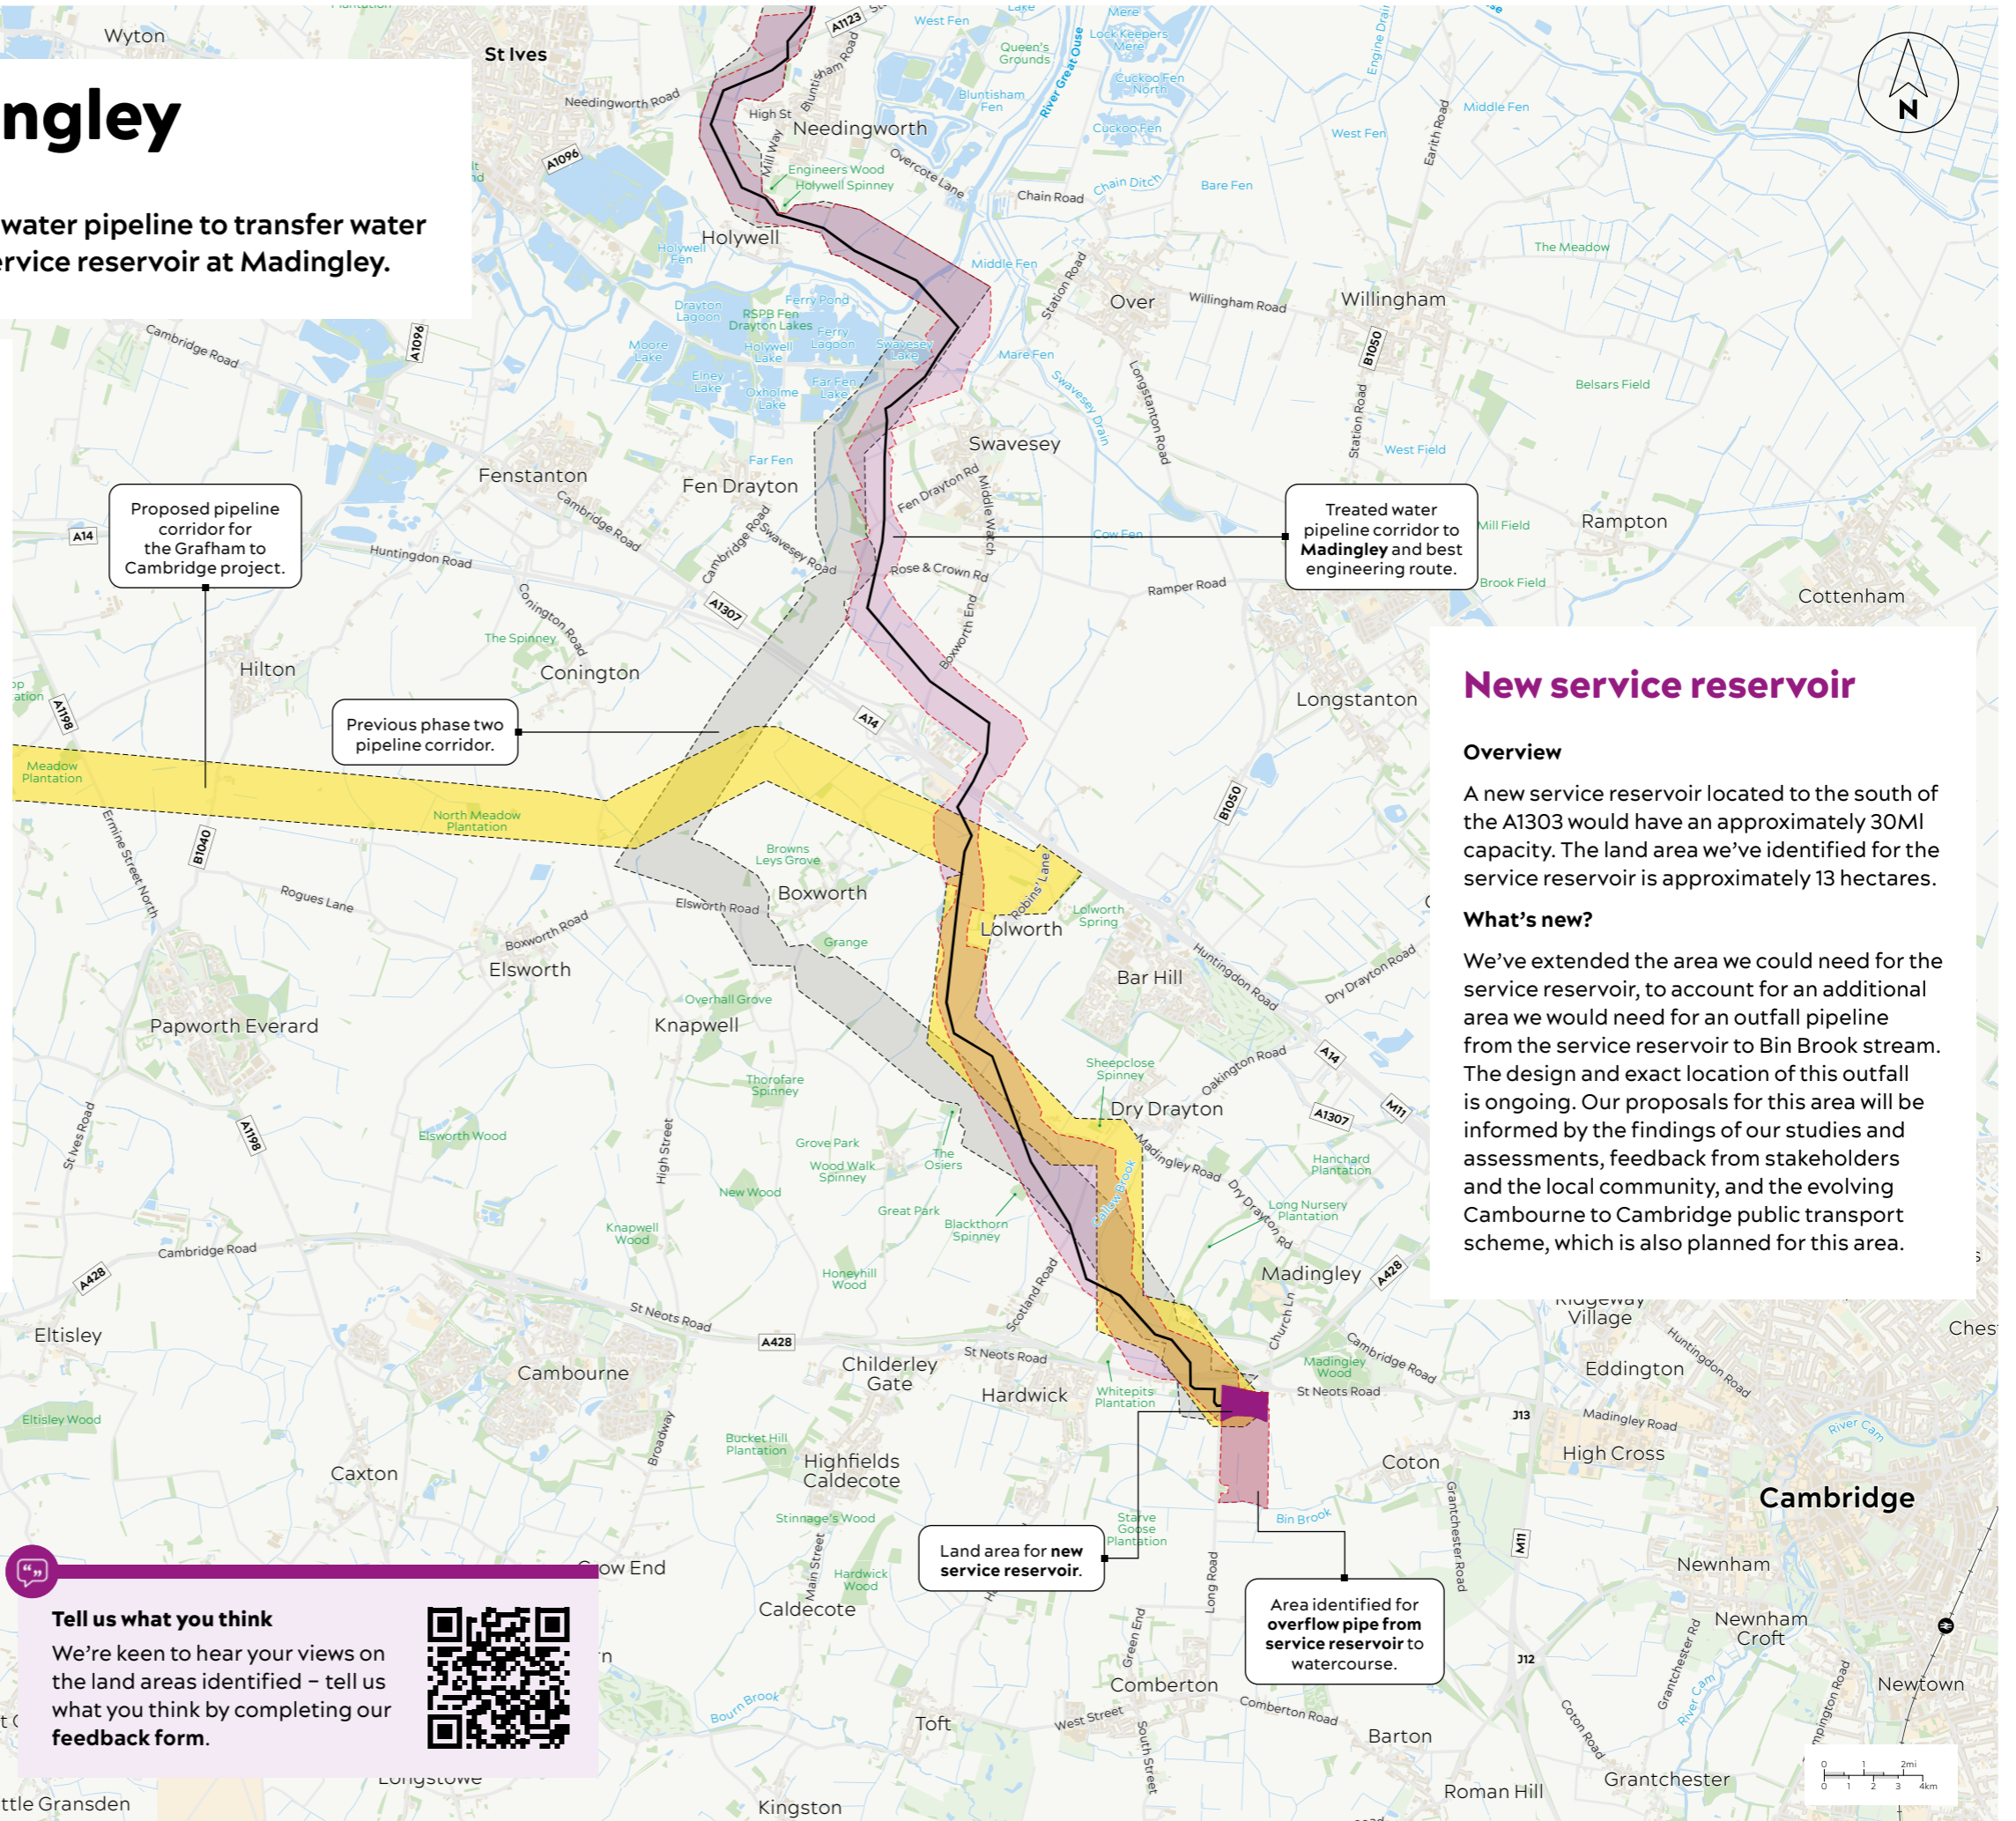 ngley
water pipeline to transfer water
ervice reservoir at Madingley.
N
Wyton
St Ives
A1123
West Fen
Lake
Mere
Lock Keepers
Mere
Queen's
Grounds
River Great Ouse
Engine Drain
Cuckoo Fen
North
Bluntisham
Fen
Needingworth Road
Bluntisham Road
High St
Needingworth
Cuckoo Fen
Middle Fen
West Fen
Earith Road
A1096
Mill Way
Engineers Wood
Holywell Spinney
Overcote Lane
Chain Road
Chain Ditch
Bare Fen
Holywell
Holywell
Fen
Middle Fen
Station Road
The Meadow
Over
Willingham Road
Willingham
Drayton
Lagoon
Ferry Pond
RSPB Fen
Drayton Lakes
Ferry
Lagoon
Holywell
Lake
Moore
Lake
Swavesey
Lake
Mare Fen
Cambridge Road
A1096
B1050
Elney
Lake
Oxholme
Lake
Far Fen
Lake
Swavesey Drain
Longstanton Road
Belsars Field
Station Road
Swavesey
West Field
Fenstanton
Far Fen
Fen Drayton
Fen Drayton Rd
Middle Watch
Cambridge Road
Proposed pipeline
corridor for
the Grafham to
Cambridge project.
A14
Huntingdon Road
Cambridge Road
Swavesey Road
Cow Fen
Treated water
pipeline corridor to
Madingley and best
engineering route.
Mill Field
Rampton
Rose & Crown Rd
Ramper Road
Brook Field
Cottenham
Conington Road
A1307
The Spinney
Boxworth End
Hilton
Conington
Longstanton
A1198
Previous phase two
pipeline corridor.
A14
Meadow
Plantation
North Meadow
Plantation
B1050
B1040
Ermine Street North
Browns
Leys Grove
Boxworth
Robins' Lane
Rogues Lane
Elsworth Road
Lolworth
Lolworth
Spring
Boxworth Road
Grange
Elsworth
Bar Hill
Huntingdon Road
Dry Drayton Road
Overhall Grove
Knapwell
Papworth Everard
Sheepclose
Spinney
Oakington Road
A14
Thorofare
Spinney
Dry Drayton
A1307
M11
St Ives Road
A1198
Elsworth Wood
High Street
Grove Park
Wood Walk
Spinney
The
Osiers
Madingley Road
Hanchard
Plantation
New Wood
Callow Brook
Dry Drayton Rd
Long Nursery
Plantation
Great Park
Blackthorn
Spinney
Knapwell
Wood
Cambridge Road
A428
Honeyhill
Wood
Scotland Road
Madingley
A428
St Neots Road
Church Ln
Eltisley
A428
St Neots Road
Cambridge Road
Cambourne
Childerley
Gate
Hardwick
Whitepits
Plantation
Madingley
Wood
St Neots Road
Eltisley Wood
Broadway
Bucket Hill
Plantation
Highfields
Caldecote
Caxton
Coton
J13
New service reservoir
Overview
A new service reservoir located to the south of
the A1303 would have an approximately 30Ml
capacity. The land area we've identified for the
service reservoir is approximately 13 hectares.
What's new?
We've extended the area we could need for the
service reservoir, to account for an additional
area we would need for an outfall pipeline
from the service reservoir to Bin Brook stream.
The design and exact location of this outfall
is ongoing. Our proposals for this area will be
informed by the findings of our studies and
assessments, feedback from stakeholders
and the local community, and the evolving
Cambourne to Cambridge public transport
scheme, which is also planned for this area.
Ridgeway
Village
Huntingdon Road
Ches
Eddington
Madingley Road
High Cross
River Cam
Cambridge
Stinnage's Wood
Starve
Goose
Plantation
Bin Brook
Grantchester Road
M11
Land area for new
service reservoir.
Main Street
Hardwick
Wood
Caldecote
Long Road
Newnham
Area identified for
overflow pipe from
service reservoir to
watercourse.
Newnham
Croft
Green End
Grantchester Rd
J12
Comberton
Newtown
Tell us what you think
We're keen to hear your views on
the land areas identified – tell us
what you think by completing our
feedback form.
Bourn Brook
Toft
West Street
South Street
Comberton Road
Barton
Coton Road
River Cam
Longstowe
ttle Gransden
Kingston
Roman Hill
Grantchester
0 1 2mi
0 1 2 3 4km